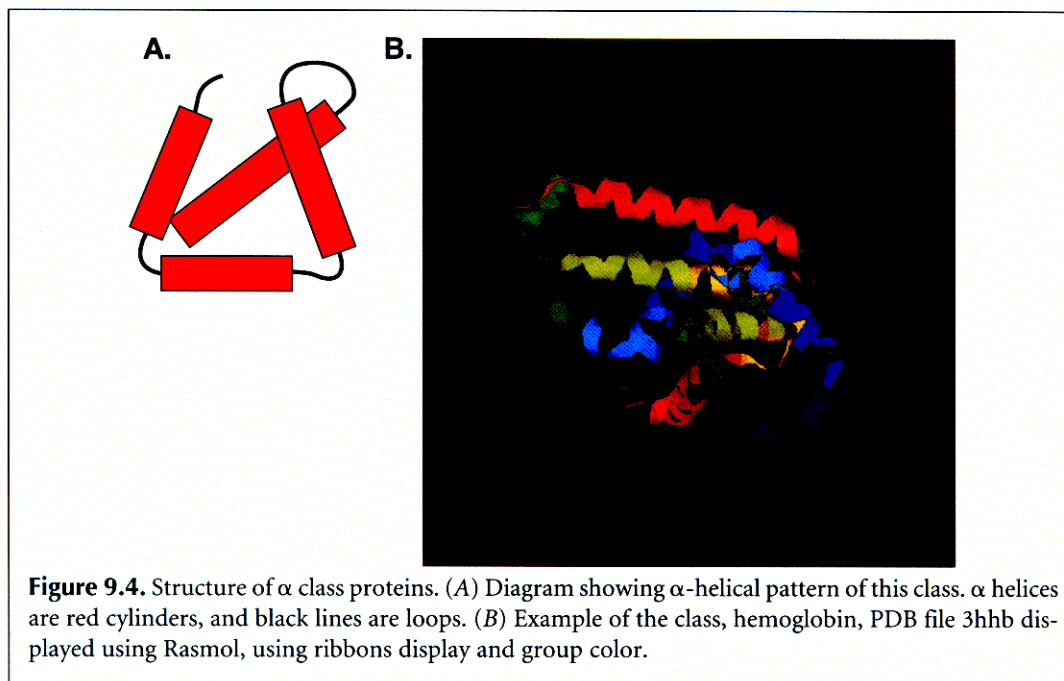 A.
B.
Figure 9.4. Structure of α class proteins. (A) Diagram showing α-helical pattern of this class. α helices
are red cylinders, and black lines are loops. (B) Example of the class, hemoglobin, PDB file 3hhb dis-
played using Rasmol, using ribbons display and group color.